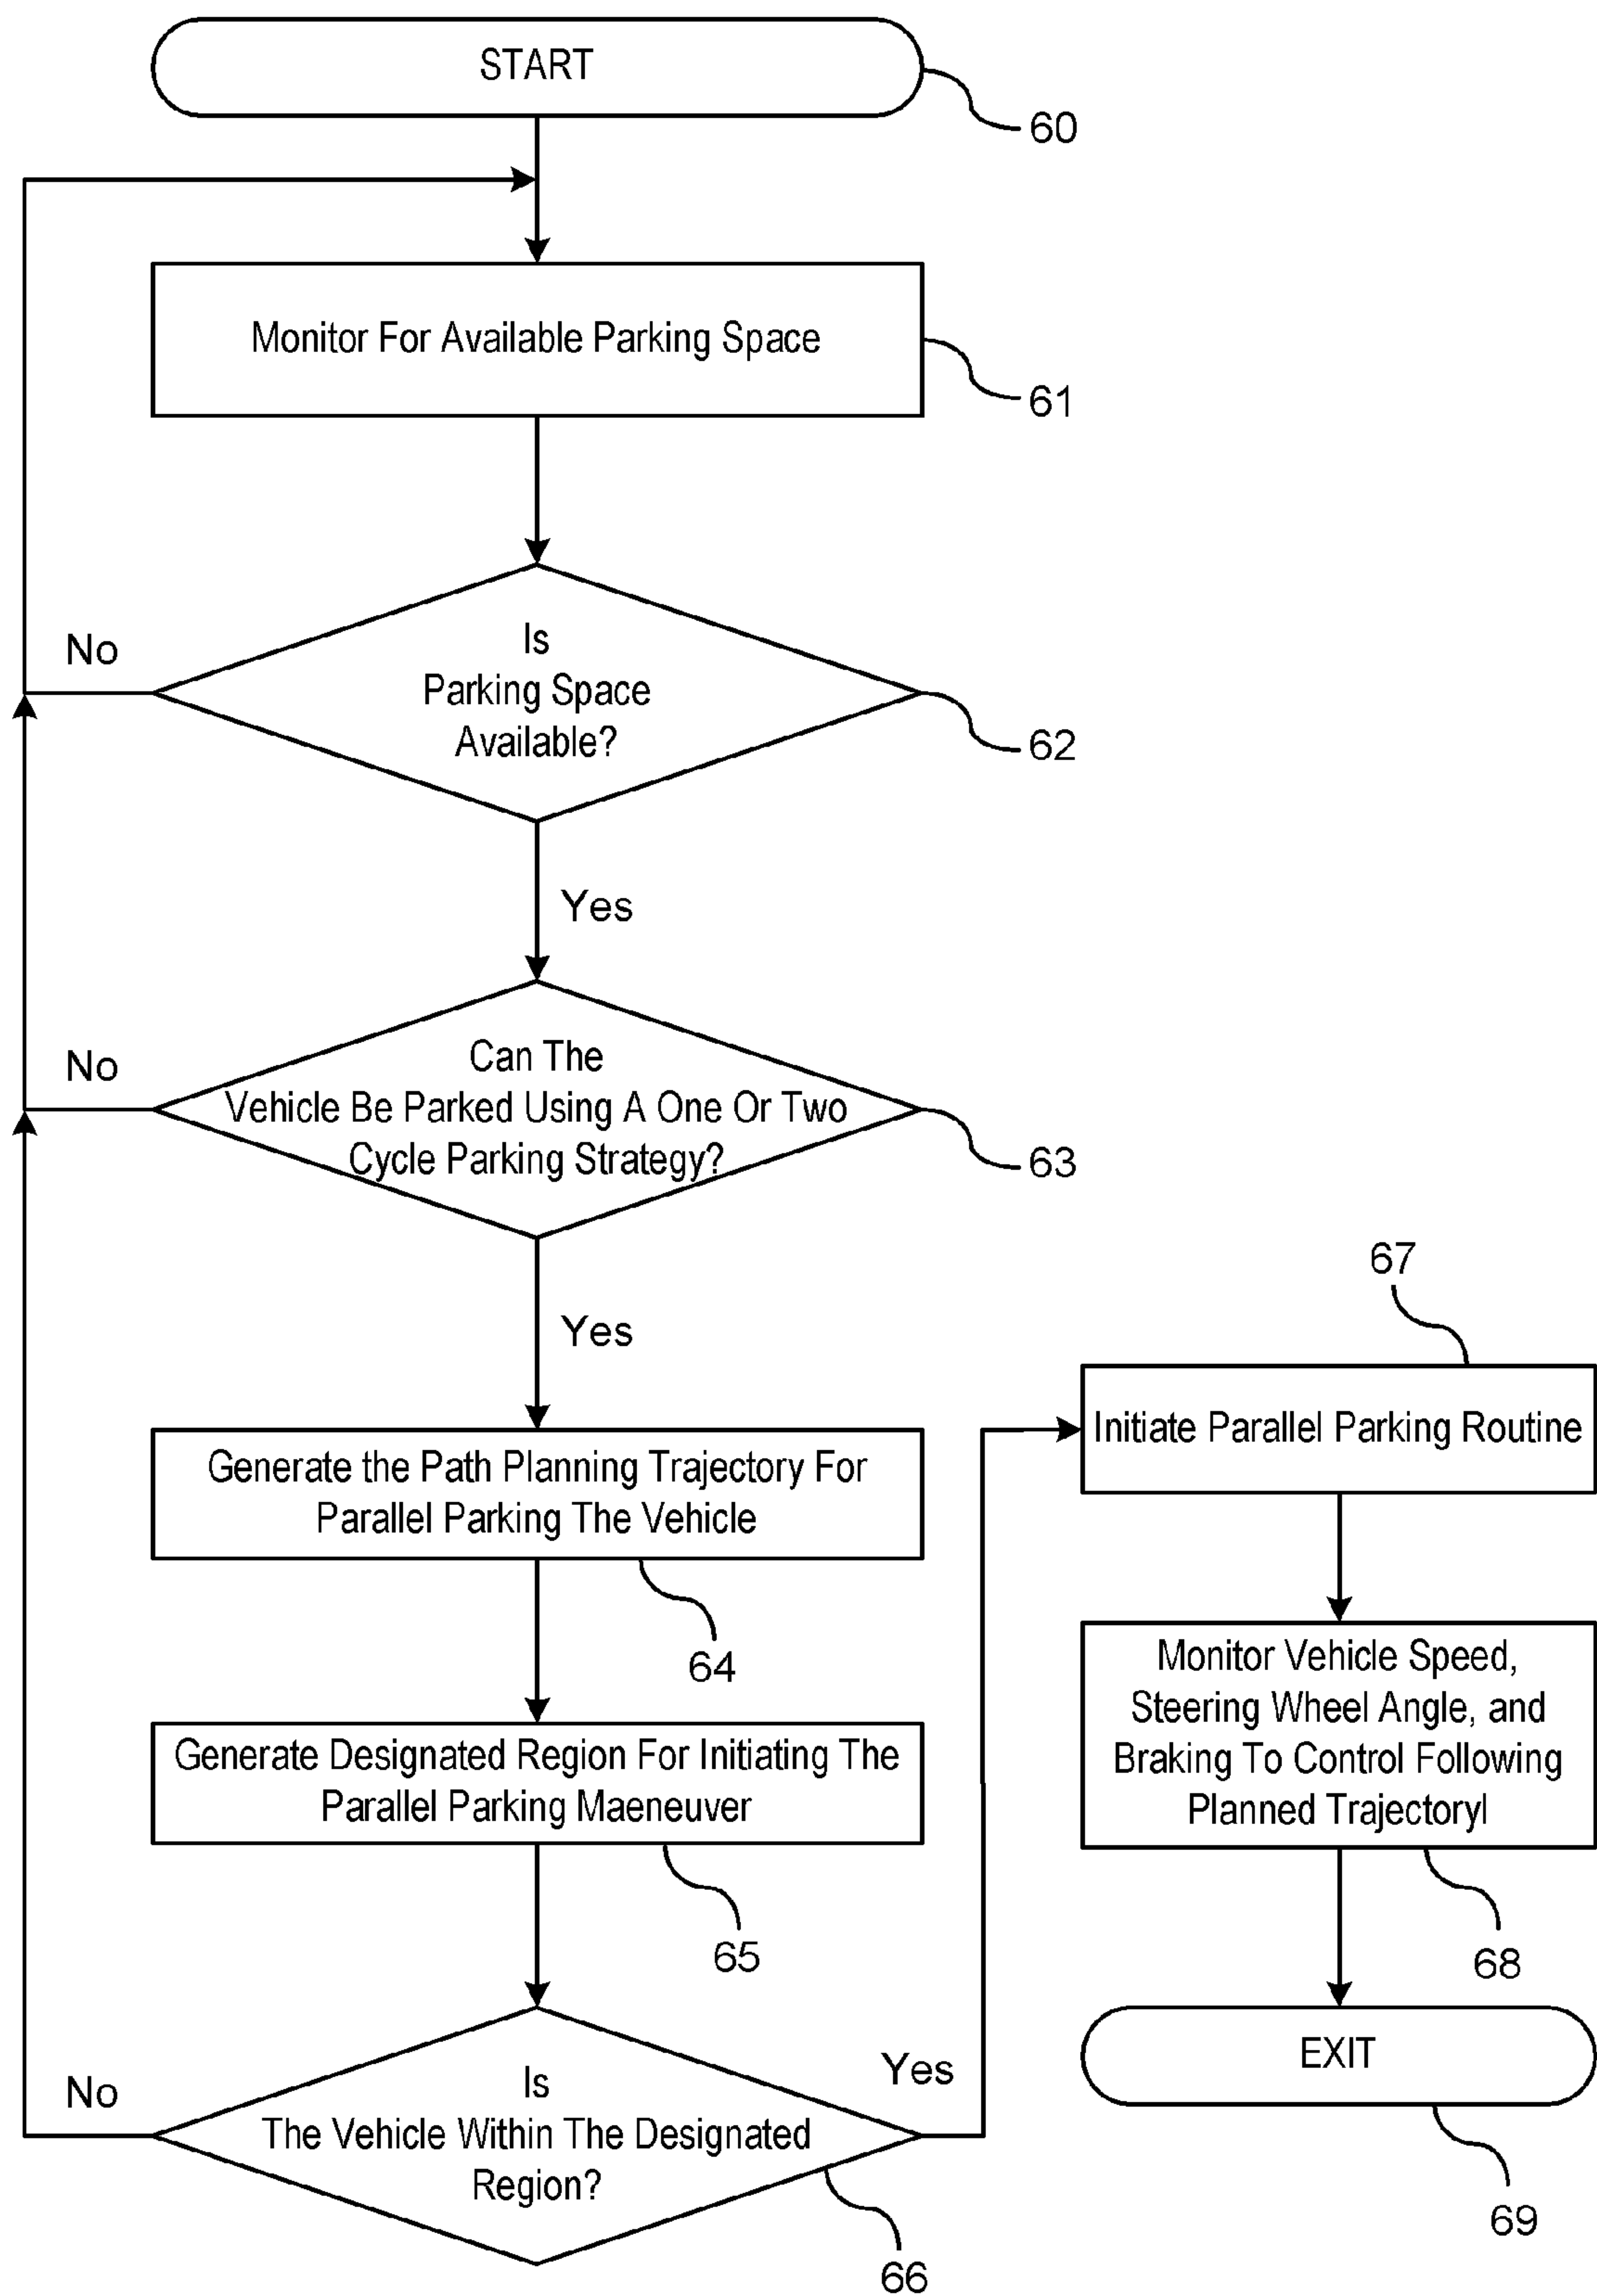 START
60
Monitor For Available Parking Space
61
No
Is
Parking Space
Available?
62
Yes
No
Can The
Vehicle Be Parked Using A One Or Two
Cycle Parking Strategy?
63
Yes
Generate the Path Planning Trajectory For
Parallel Parking The Vehicle
64
Generate Designated Region For Initiating The
Parallel Parking Maeneuver
65
No
Is
The Vehicle Within The Designated
Region?
Yes
66
67
Initiate Parallel Parking Routine
Monitor Vehicle Speed,
Steering Wheel Angle, and
Braking To Control Following
Planned Trajectoryl
68
EXIT
69